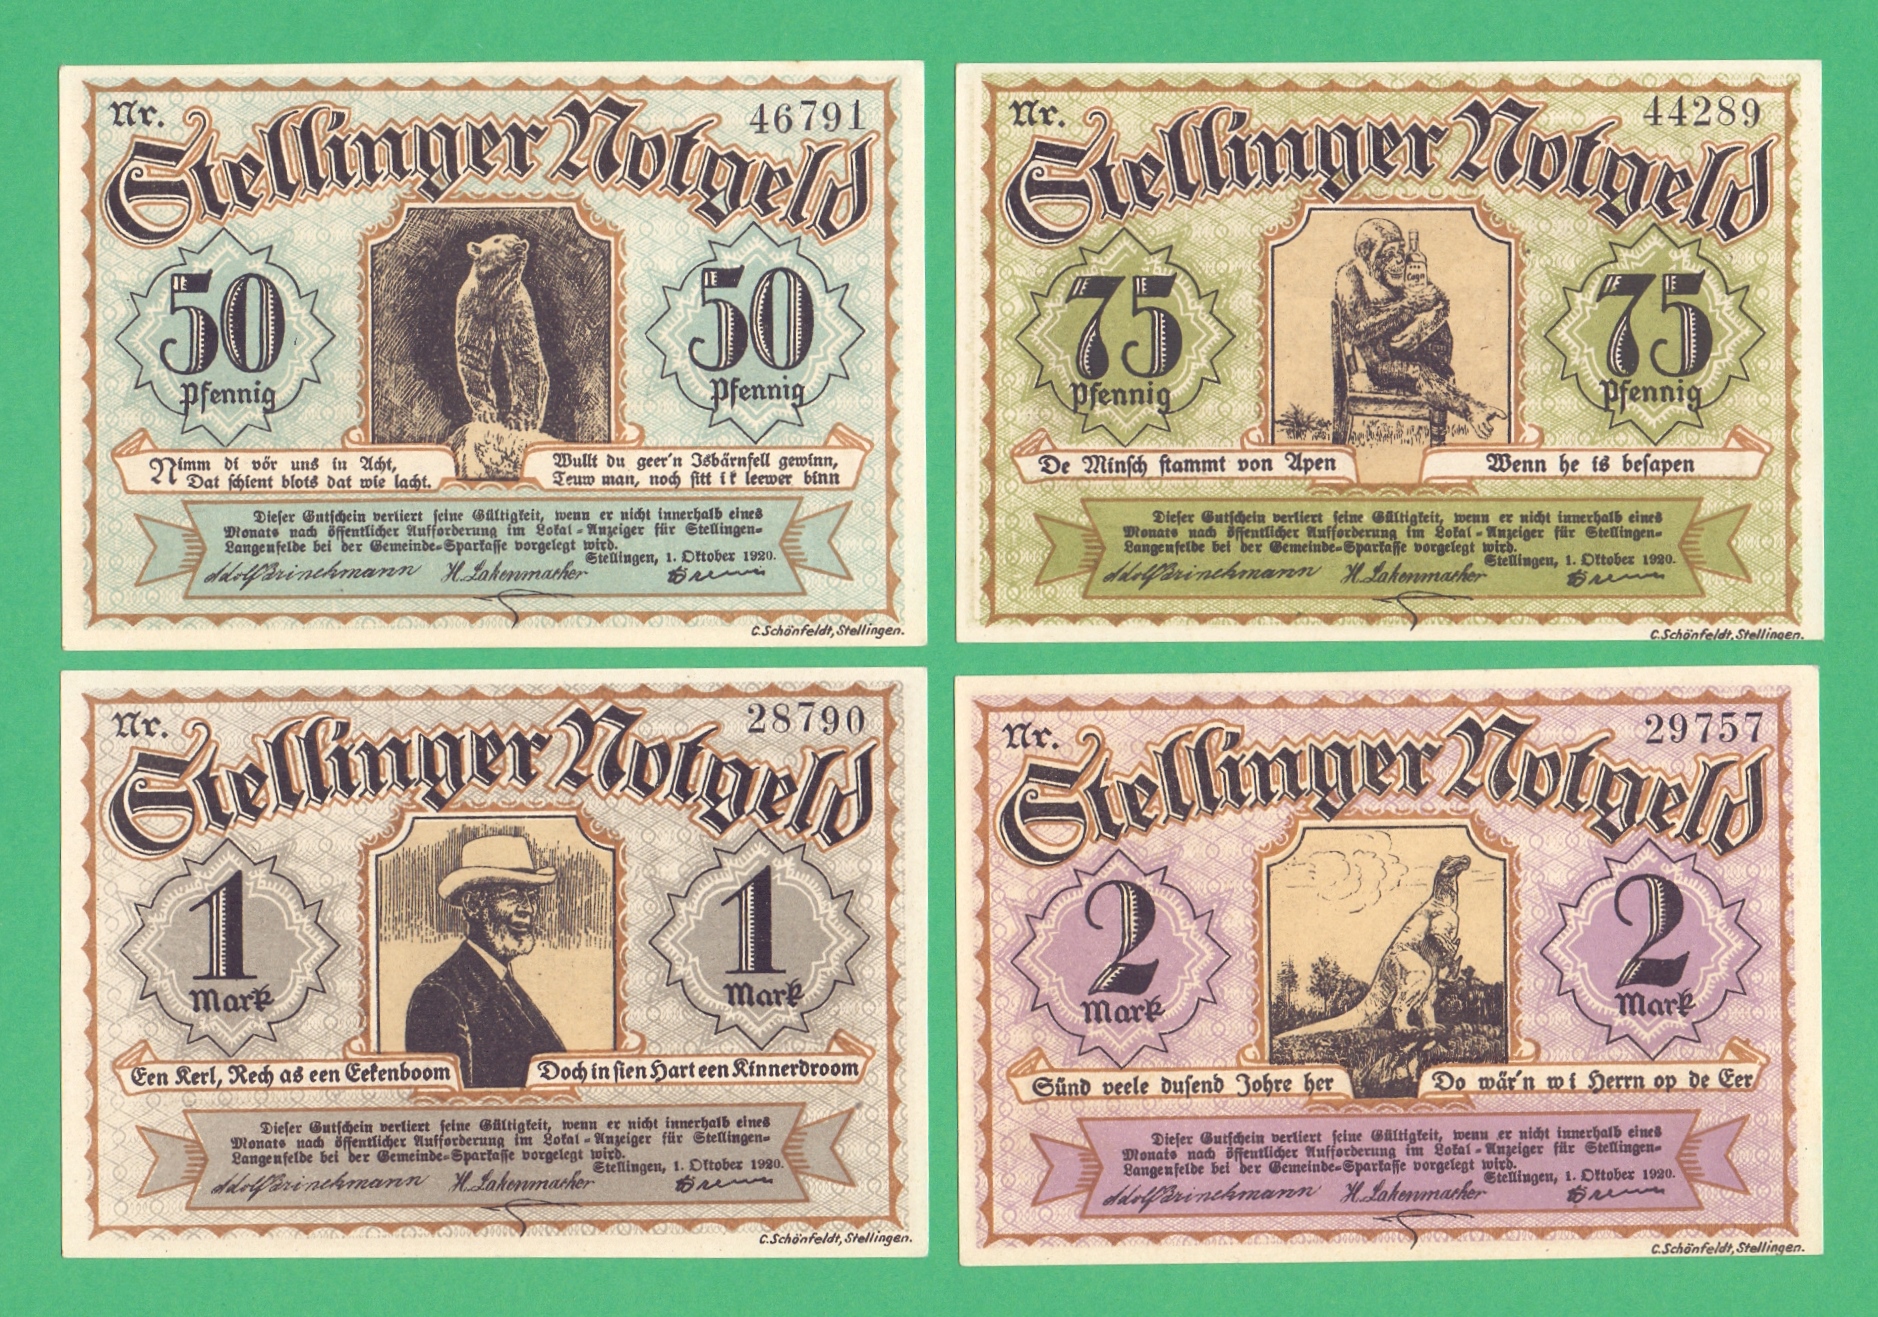 Nr. 46791
Stellinger Notgeld
50 Pfennig
50 Pfennig
Nimm di vör uns in Acht,
Dat schient blots dat wie lacht.
Wullt du geer'n Isbärnfell gewinn,
Teuw man, noch sitt ik leewer binn
Dieser Gutschein verliert seine Gültigkeit, wenn er nicht innerhalb eines
Monats nach öffentlicher Aufforderung im Lokal-Anzeiger für Stellingen-
Langenfelde bei der Gemeinde-Sparkasse vorgelegt wird.
Stellingen, 1. Oktober 1920.
Adolf Brinckmann H. Lakenmacher
C. Schönfeldt, Stellingen.
Nr. 44289
Stellinger Notgeld
75 Pfennig
Cogn
75 Pfennig
De Minsch stammt von Apen
Wenn he is besapen
Dieser Gutschein verliert seine Gültigkeit, wenn er nicht innerhalb eines
Monats nach öffentlicher Aufforderung im Lokal-Anzeiger für Stellingen-
Langenfelde bei der Gemeinde-Sparkasse vorgelegt wird.
Stellingen, 1. Oktober 1920.
Adolf Brinckmann H. Lakenmacher
C. Schönfeldt, Stellingen.
Nr. 28790
Stellinger Notgeld
1 Mark
1 Mark
Een Kerl, Rech as een Eekenboom
Doch in sien Hart een Kinnerdroom
Dieser Gutschein verliert seine Gültigkeit, wenn er nicht innerhalb eines
Monats nach öffentlicher Aufforderung im Lokal-Anzeiger für Stellingen-
Langenfelde bei der Gemeinde-Sparkasse vorgelegt wird.
Stellingen, 1. Oktober 1920.
Adolf Brinckmann H. Lakenmacher
C. Schönfeldt, Stellingen.
Nr. 29757
Stellinger Notgeld
2 Mark
2 Mark
Sünd veele dusend Johre her
Do wär'n wi Herrn op de Eer
Dieser Gutschein verliert seine Gültigkeit, wenn er nicht innerhalb eines
Monats nach öffentlicher Aufforderung im Lokal-Anzeiger für Stellingen-
Langenfelde bei der Gemeinde-Sparkasse vorgelegt wird.
Stellingen, 1. Oktober 1920.
Adolf Brinckmann H. Lakenmacher
C. Schönfeldt, Stellingen.